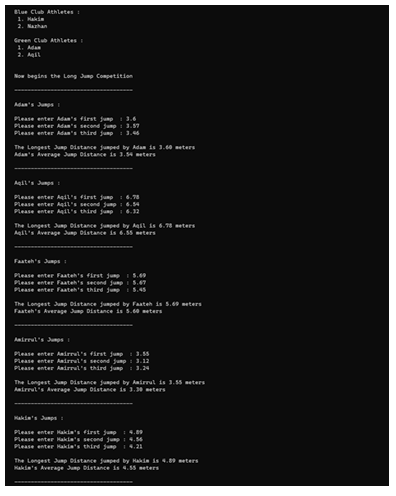 Blue Club Athletes :
1. Hakim
2. Nazhan
Green Club Athletes :
1. Adam
2. Aqil
Now begins the Long Jump Competition
-----------------------------------
Adam's Jumps :
Please enter Adam's first jump  : 3.6
Please enter Adam's second jump : 3.57
Please enter Adam's third jump  : 3.46
The Longest Jump Distance jumped by Adam is 3.60 meters
Adam's Average Jump Distance is 3.54 meters
-----------------------------------
Aqil's Jumps :
Please enter Aqil's first jump  : 6.78
Please enter Aqil's second jump : 6.54
Please enter Aqil's third jump  : 6.32
The Longest Jump Distance jumped by Aqil is 6.78 meters
Aqil's Average Jump Distance is 6.55 meters
-----------------------------------
Faateh's Jumps :
Please enter Faateh's first jump  : 5.69
Please enter Faateh's second jump : 5.67
Please enter Faateh's third jump  : 5.45
The Longest Jump Distance jumped by Faateh is 5.69 meters
Faateh's Average Jump Distance is 5.60 meters
-----------------------------------
Amirrul's Jumps :
Please enter Amirrul's first jump  : 3.55
Please enter Amirrul's second jump : 3.12
Please enter Amirrul's third jump  : 3.24
The Longest Jump Distance jumped by Amirrul is 3.55 meters
Amirrul's Average Jump Distance is 3.30 meters
-----------------------------------
Hakim's Jumps :
Please enter Hakim's first jump  : 4.89
Please enter Hakim's second jump : 4.56
Please enter Hakim's third jump  : 4.21
The Longest Jump Distance jumped by Hakim is 4.89 meters
Hakim's Average Jump Distance is 4.55 meters
-----------------------------------